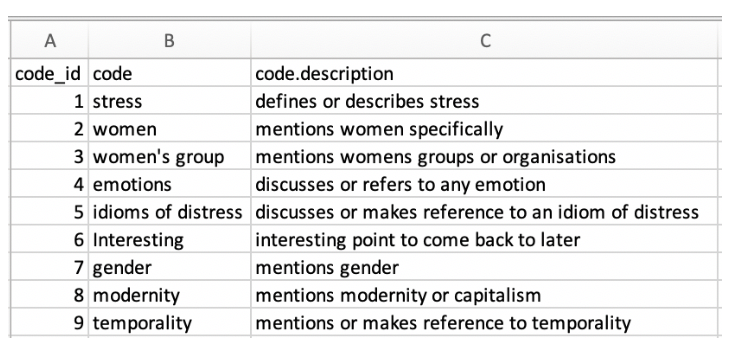 A B C
code_id code code.description
1 stress defines or describes stress
2 women mentions women specifically
3 women's group mentions womens groups or organisations
4 emotions discusses or refers to any emotion
5 idioms of distress discusses or makes reference to an idiom of distress
6 Interesting interesting point to come back to later
7 gender mentions gender
8 modernity mentions modernity or capitalism
9 temporality mentions or makes reference to temporality